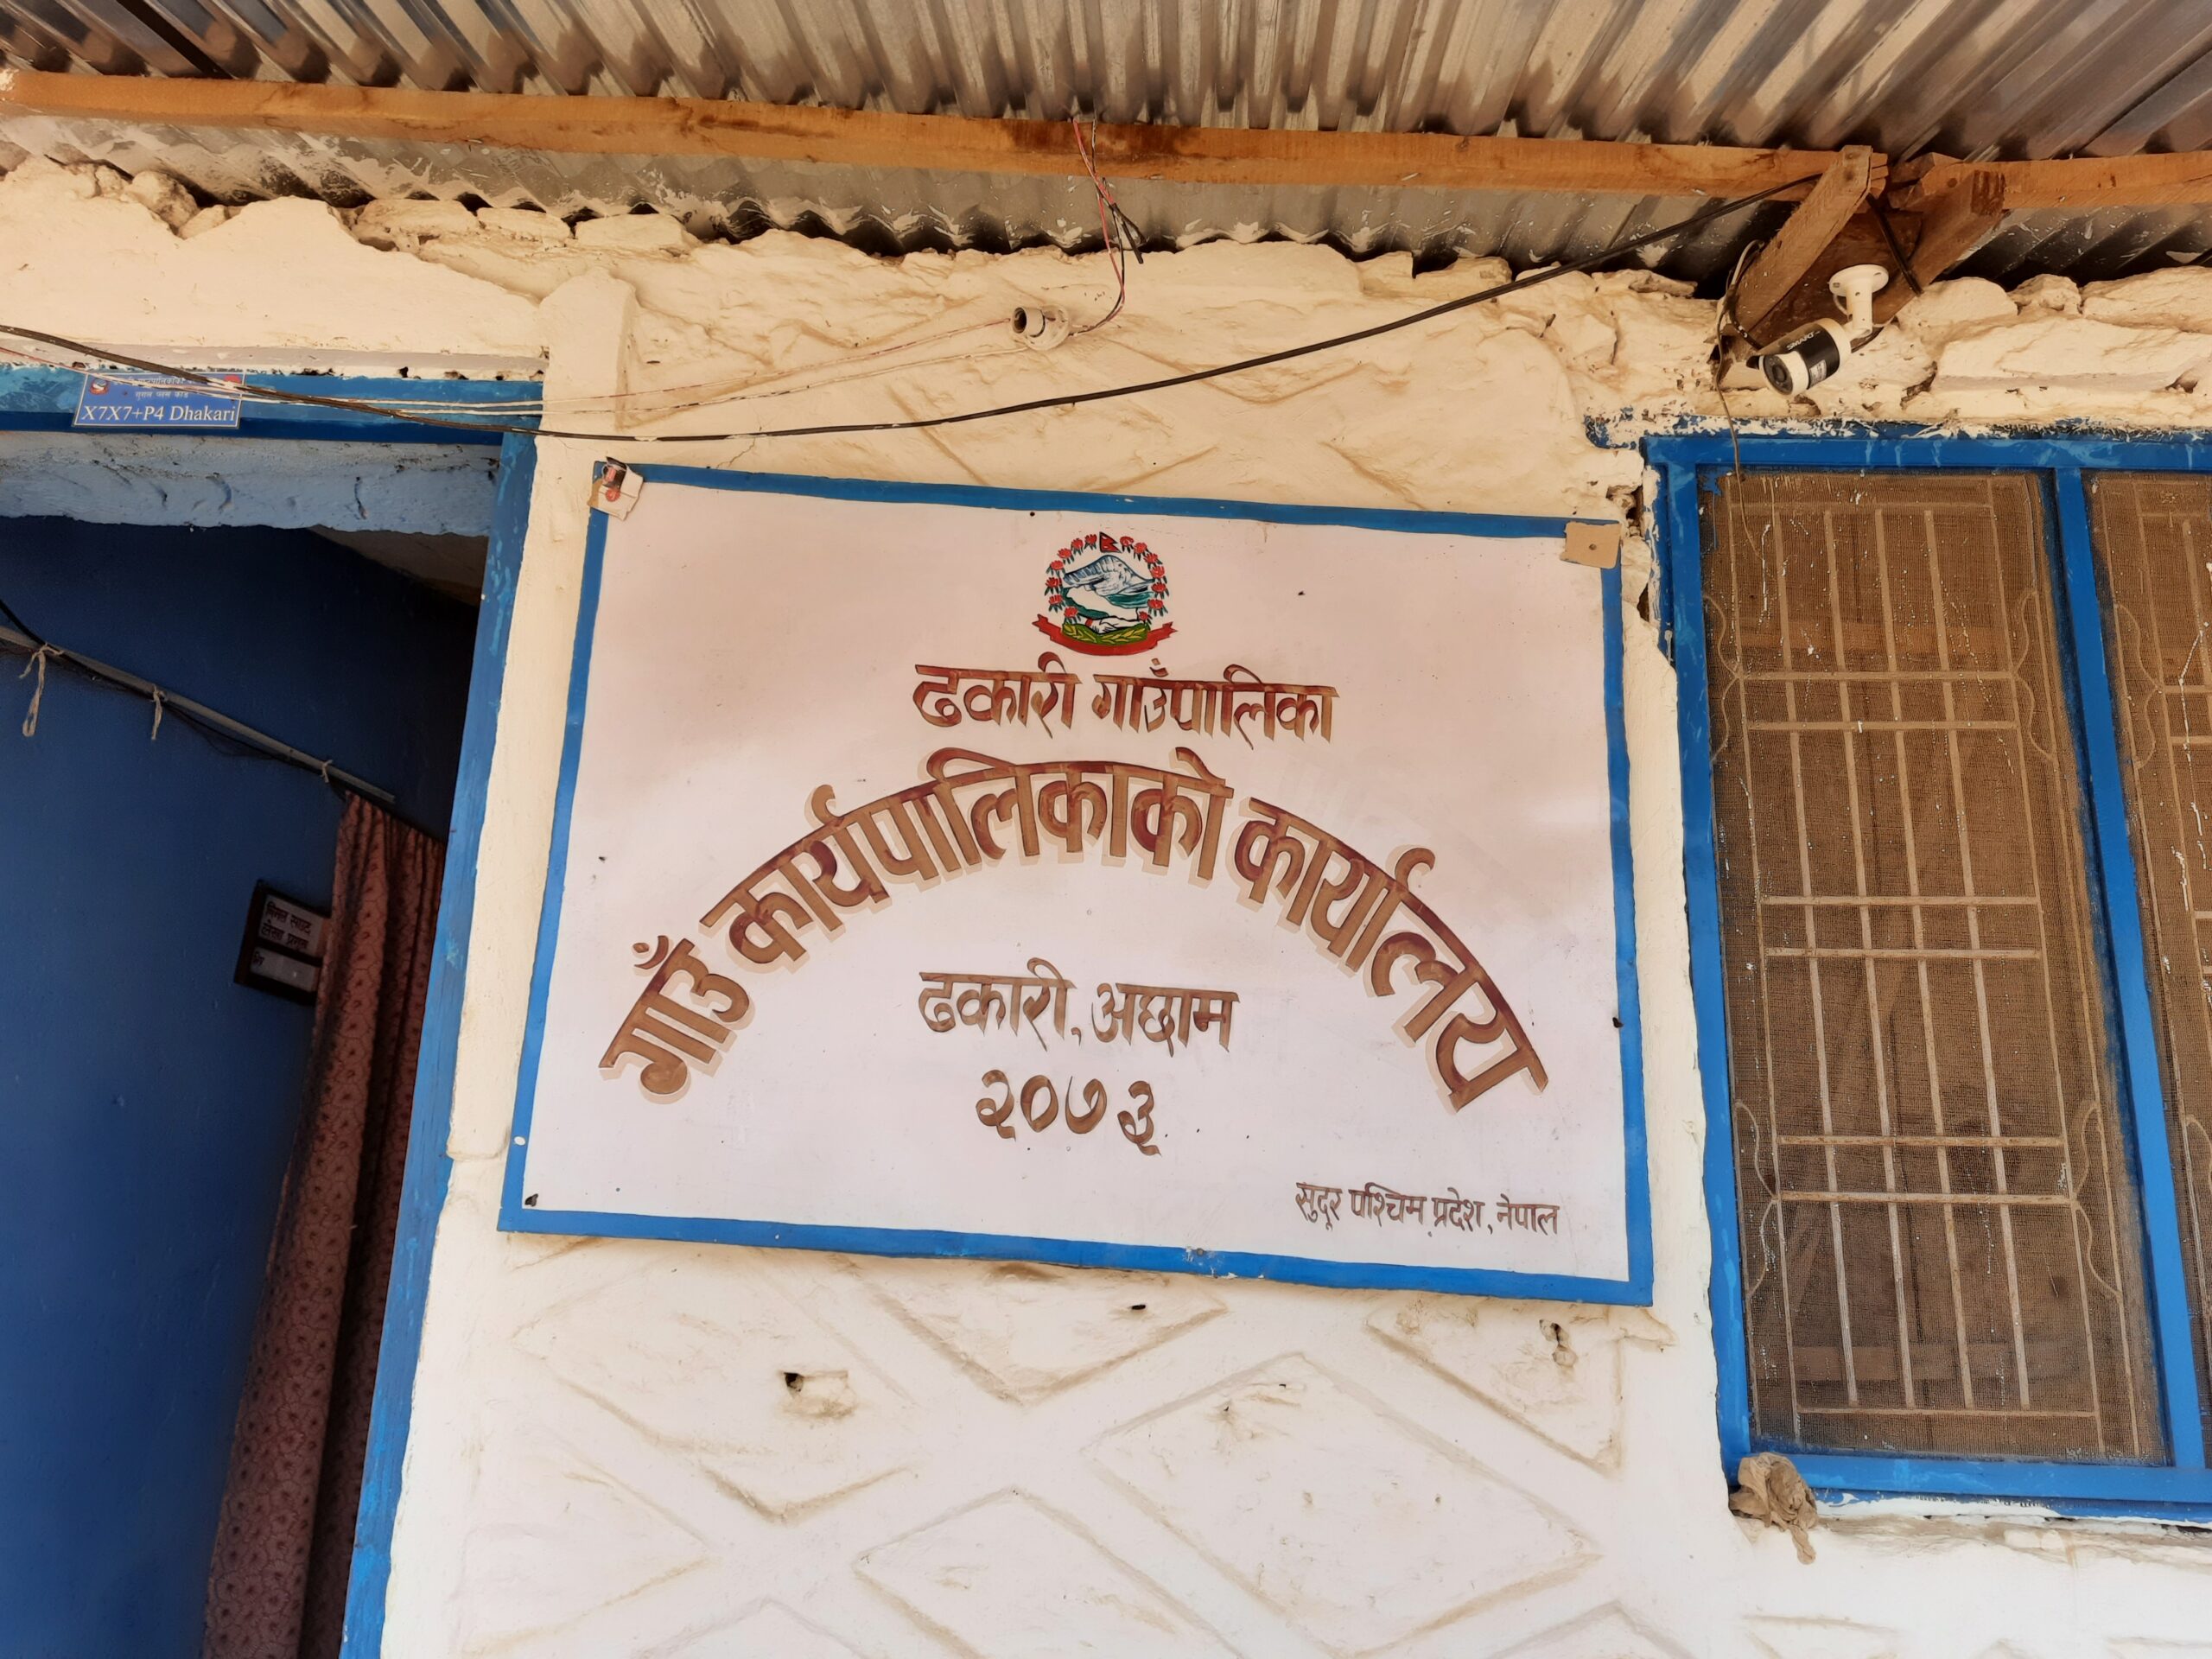 X7X7+P4 Dhakari
ढकारी गाउँपालिका
गाउँ कार्यपालिकाको कार्यालय
ढकारी, अछाम
२०७३
सुदूर पश्चिम प्रदेश, नेपाल